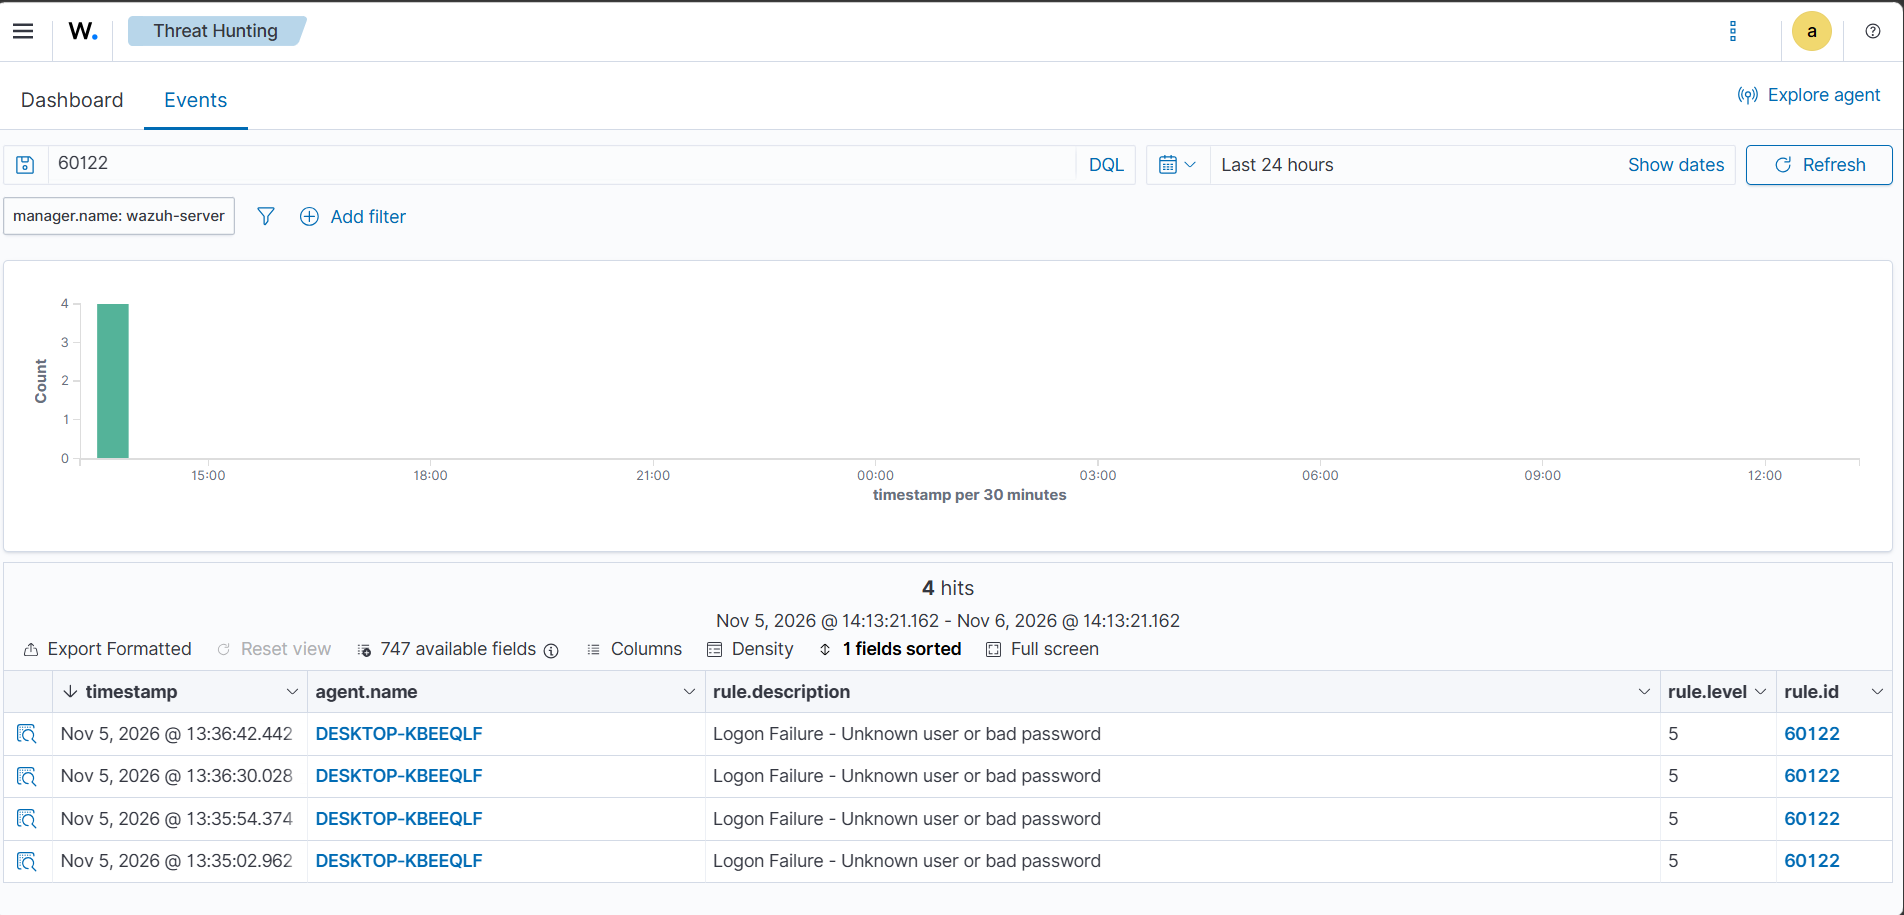 W. Threat Hunting a
Dashboard Events Explore agent
60122 DQL Last 24 hours Show dates Refresh
manager.name: wazuh-server Add filter
4
3
2
1
0
Count
15:00 18:00 21:00 00:00 03:00 06:00 09:00 12:00
timestamp per 30 minutes
4 hits
Nov 5, 2026 @ 14:13:21.162 - Nov 6, 2026 @ 14:13:21.162
Export Formatted Reset view 747 available fields Columns Density 1 fields sorted Full screen
timestamp agent.name rule.description rule.level rule.id
Nov 5, 2026 @ 13:36:42.442 DESKTOP-KBEEQLF Logon Failure - Unknown user or bad password 5 60122
Nov 5, 2026 @ 13:36:30.028 DESKTOP-KBEEQLF Logon Failure - Unknown user or bad password 5 60122
Nov 5, 2026 @ 13:35:54.374 DESKTOP-KBEEQLF Logon Failure - Unknown user or bad password 5 60122
Nov 5, 2026 @ 13:35:02.962 DESKTOP-KBEEQLF Logon Failure - Unknown user or bad password 5 60122